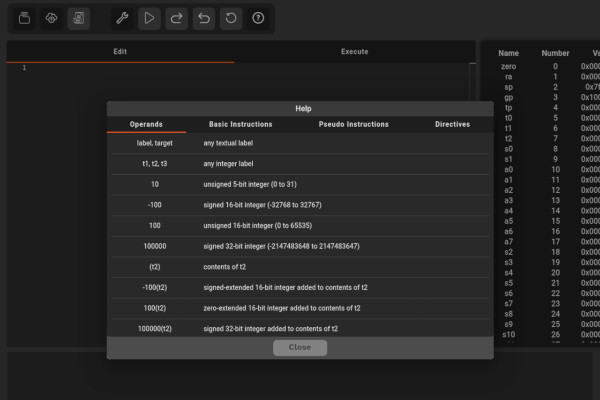 Edit Execute
1
Help
Operands Basic Instructions Pseudo Instructions Directives
label, target any textual label
t1, t2, t3 any integer label
10 unsigned 5-bit integer (0 to 31)
-100 signed 16-bit integer (-32768 to 32767)
100 unsigned 16-bit integer (0 to 65535)
100000 signed 32-bit integer (-2147483648 to 2147483647)
(t2) contents of t2
-100(t2) signed-extended 16-bit integer added to contents of t2
100(t2) zero-extended 16-bit integer added to contents of t2
100000(t2) signed 32-bit integer added to contents of t2
Close
Name Number Va
zero 0 0x000
ra 1 0x000
sp 2 0x7f
gp 3 0x100
tp 4 0x000
t0 5 0x000
t1 6 0x000
t2 7 0x000
s0 8 0x000
s1 9 0x000
a0 10 0x000
a1 11 0x000
a2 12 0x000
a3 13 0x000
a4 14 0x000
a5 15 0x000
a6 16 0x000
a7 17 0x000
s2 18 0x000
s3 19 0x000
s4 20 0x000
s5 21 0x000
s6 22 0x000
s7 23 0x000
s8 24 0x000
s9 25 0x000
s10 26 0x000